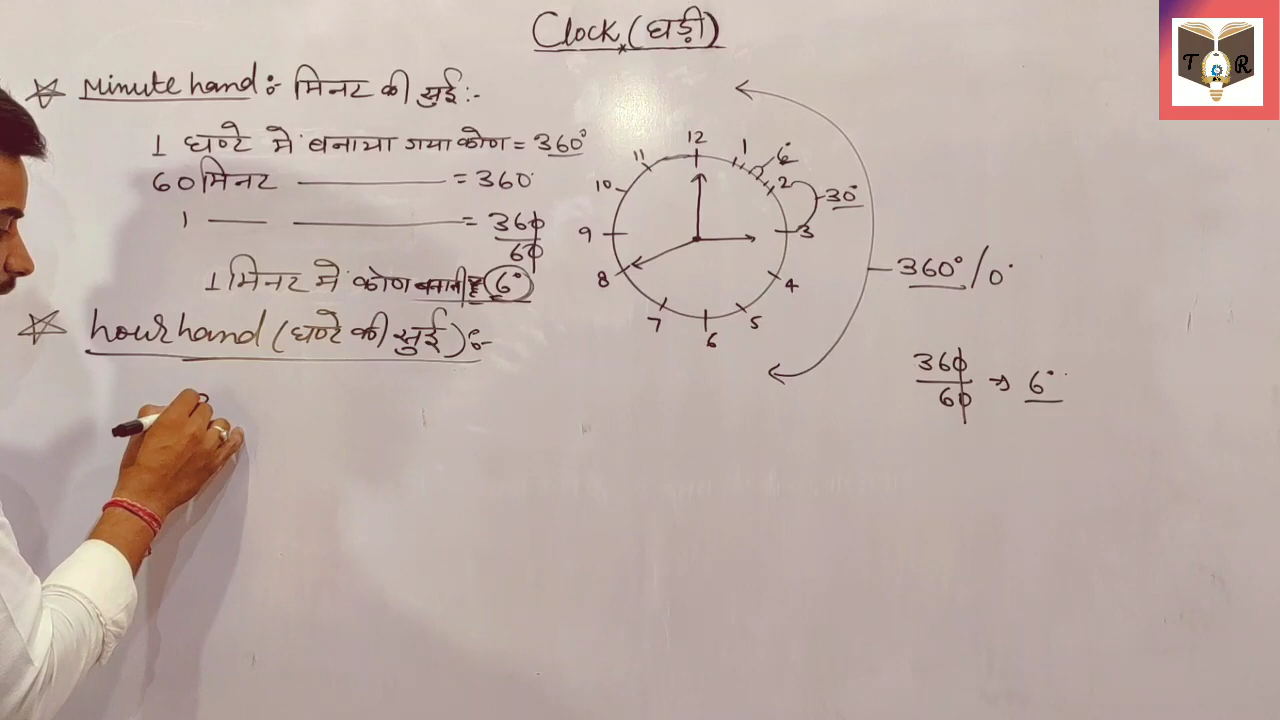 Clock (घड़ी)
Minute hand :- मिनट की सुई :-
1 घण्टे में बनाया गया कोण = 360°
60 मिनट ——— = 360°
1 —— ——— = 360/60
1 मिनट में कोण बनाती है 6°
hour hand (घण्टे की सुई) :-
12
1
2
3
4
5
6
7
8
9
10
11
6°
30°
360° / 0°
360/60 → 6°
T R